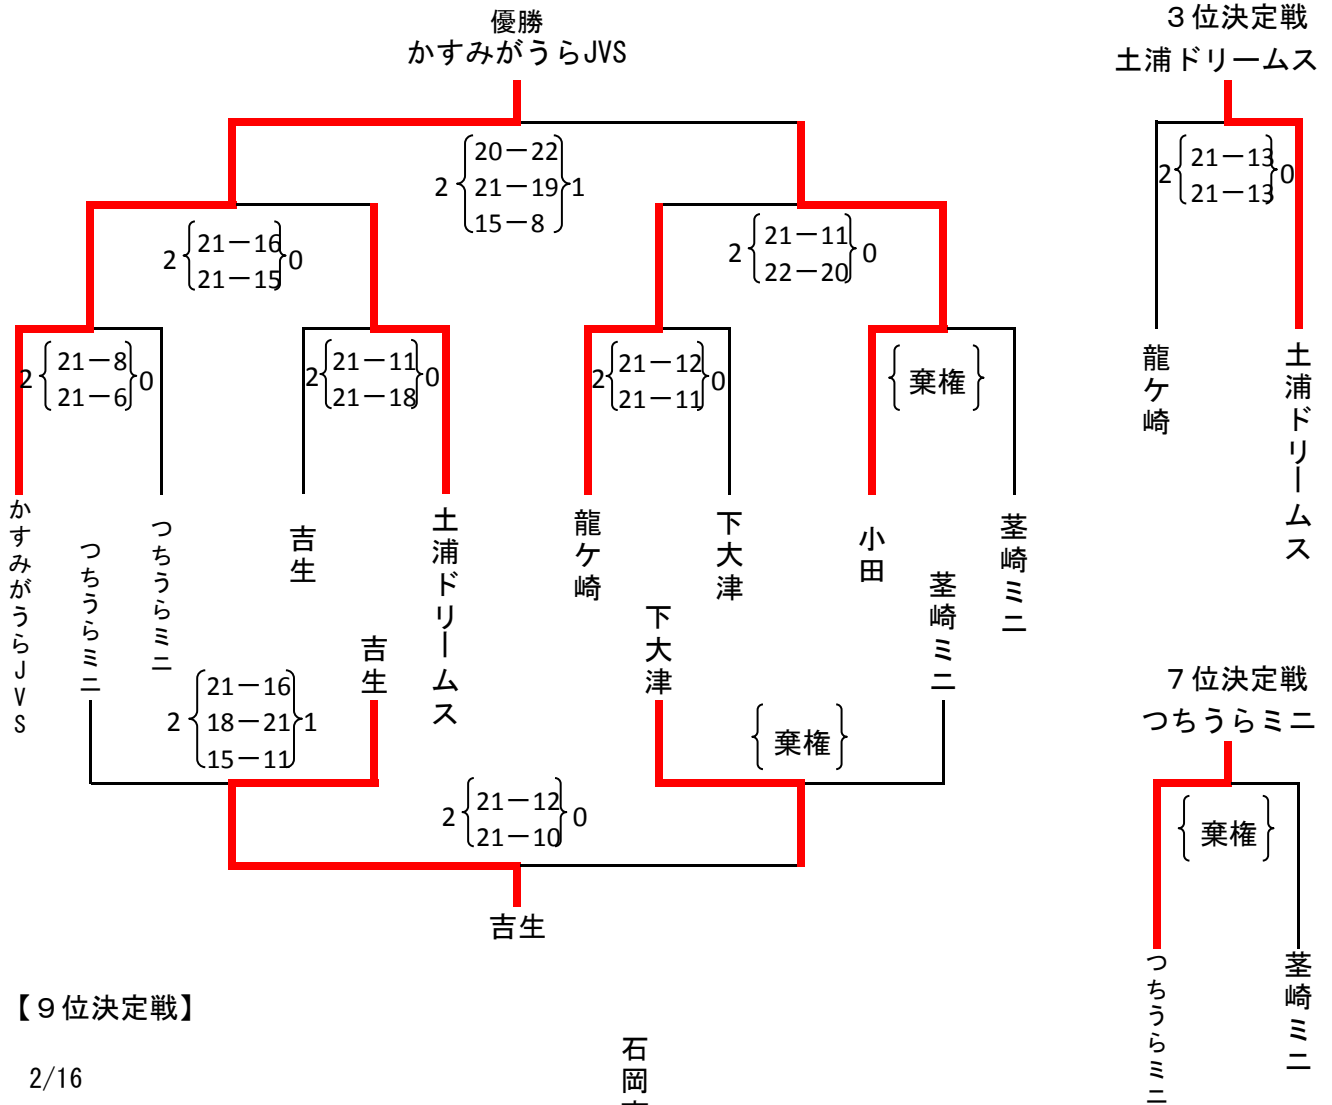 優勝
かすみがうらJVS
20－22
2 21－19 1
15－8
21－16
2 0
21－15
21－11
2 0
22－20
21－8
2 0
21－6
21－11
2 0
21－18
21－12
2 0
21－11
棄権
かすみがうらJVS
つちうらミニ
吉生
土浦ドリームス
龍ケ崎
下大津
小田
茎崎ミニ
つちうらミニ
吉生
下大津
茎崎ミニ
21－16
2 18－21 1
15－11
棄権
21－12
2 0
21－10
吉生
３位決定戦
土浦ドリームス
21－13
2 0
21－13
龍ケ崎
土浦ドリームス
７位決定戦
つちうらミニ
棄権
つちうらミニ
茎崎ミニ
【９位決定戦】
2/16
石岡